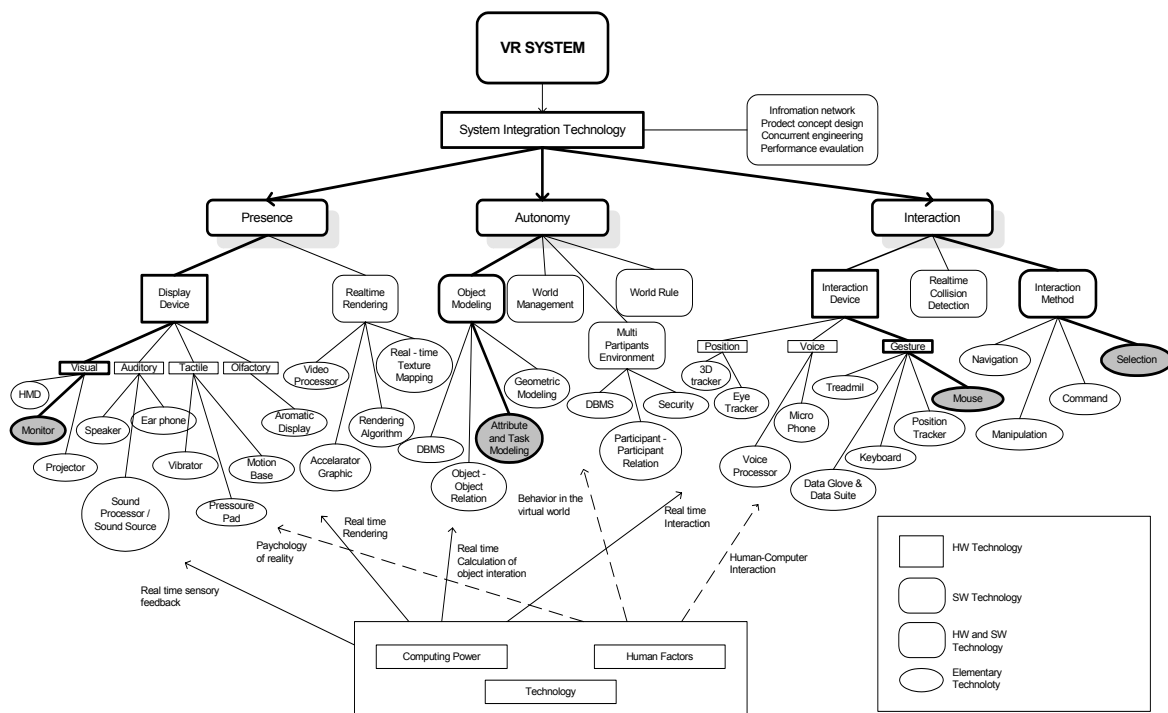 VR SYSTEM
System Integration Technology
Infromation network
Prodect concept design
Concurrent engineering
Performance evaulation
Presence
Autonomy
Interaction
Display
Device
Realtime
Rendering
Object
Modeling
World
Management
World Rule
Multi
Partipants
Environment
Interaction
Device
Realtime
Collision
Detection
Interaction
Method
Visual
Auditory
Tactile
Olfactory
HMD
Monitor
Projector
Speaker
Ear phone
Sound
Processor /
Sound Source
Vibrator
Motion
Base
Pressoure
Pad
Aromatic
Display
Video
Processor
Real - time
Texture
Mapping
Accelarator
Graphic
Rendering
Algorithm
DBMS
Object -
Object
Relation
Attribute
and Task
Modeling
Geometric
Modeling
DBMS
Security
Participant -
Participant
Relation
Position
Voice
Gesture
3D
tracker
Eye
Tracker
Voice
Processor
Micro
Phone
Treadmil
Data Glove &
Data Suite
Keyboard
Position
Tracker
Mouse
Navigation
Manipulation
Command
Selection
Real time sensory
feedback
Paychology
of reality
Real time
Rendering
Real time
Calculation of
object interation
Behavior in the
virtual world
Real time
Interaction
Human-Computer
Interaction
Computing Power
Human Factors
Technology
HW Technology
SW Technology
HW and SW
Technology
Elementary
Technoloty